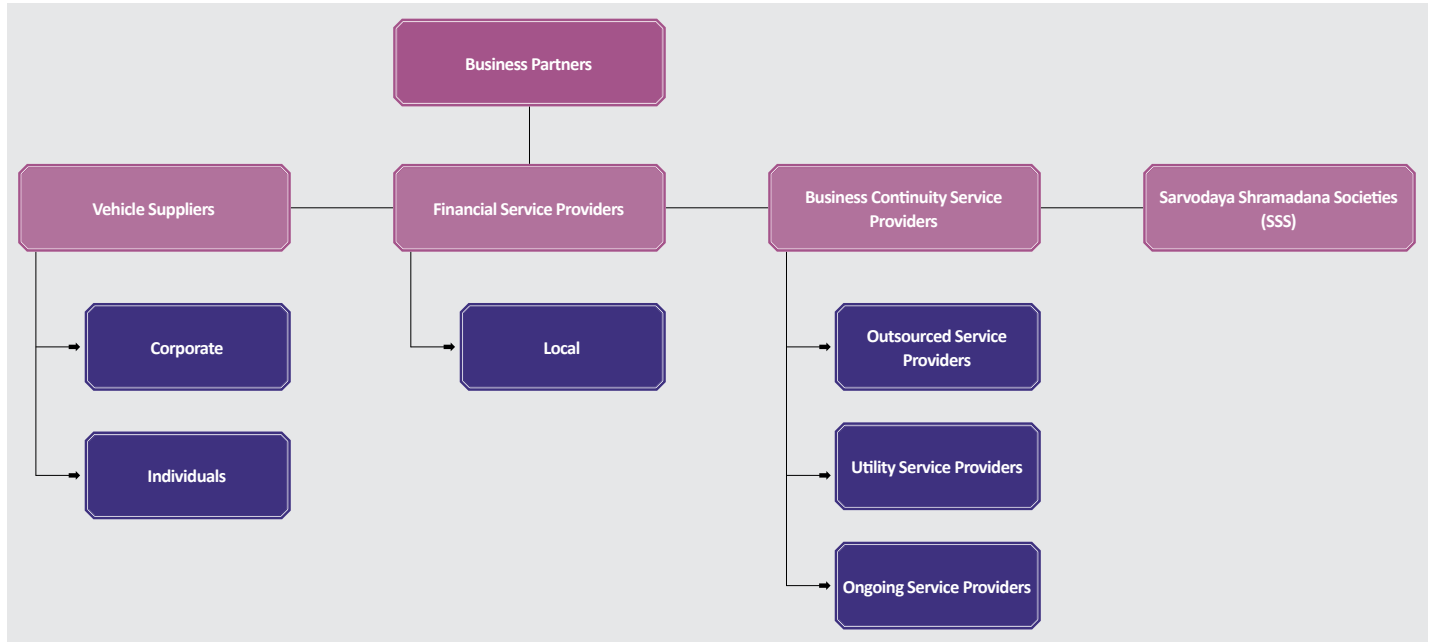 Business Partners
Vehicle Suppliers
Financial Service Providers
Business Continuity Service
Providers
Sarvodaya Shramadana Societies
(SSS)
Corporate
Individuals
Local
Outsourced Service
Providers
Utility Service Providers
Ongoing Service Providers